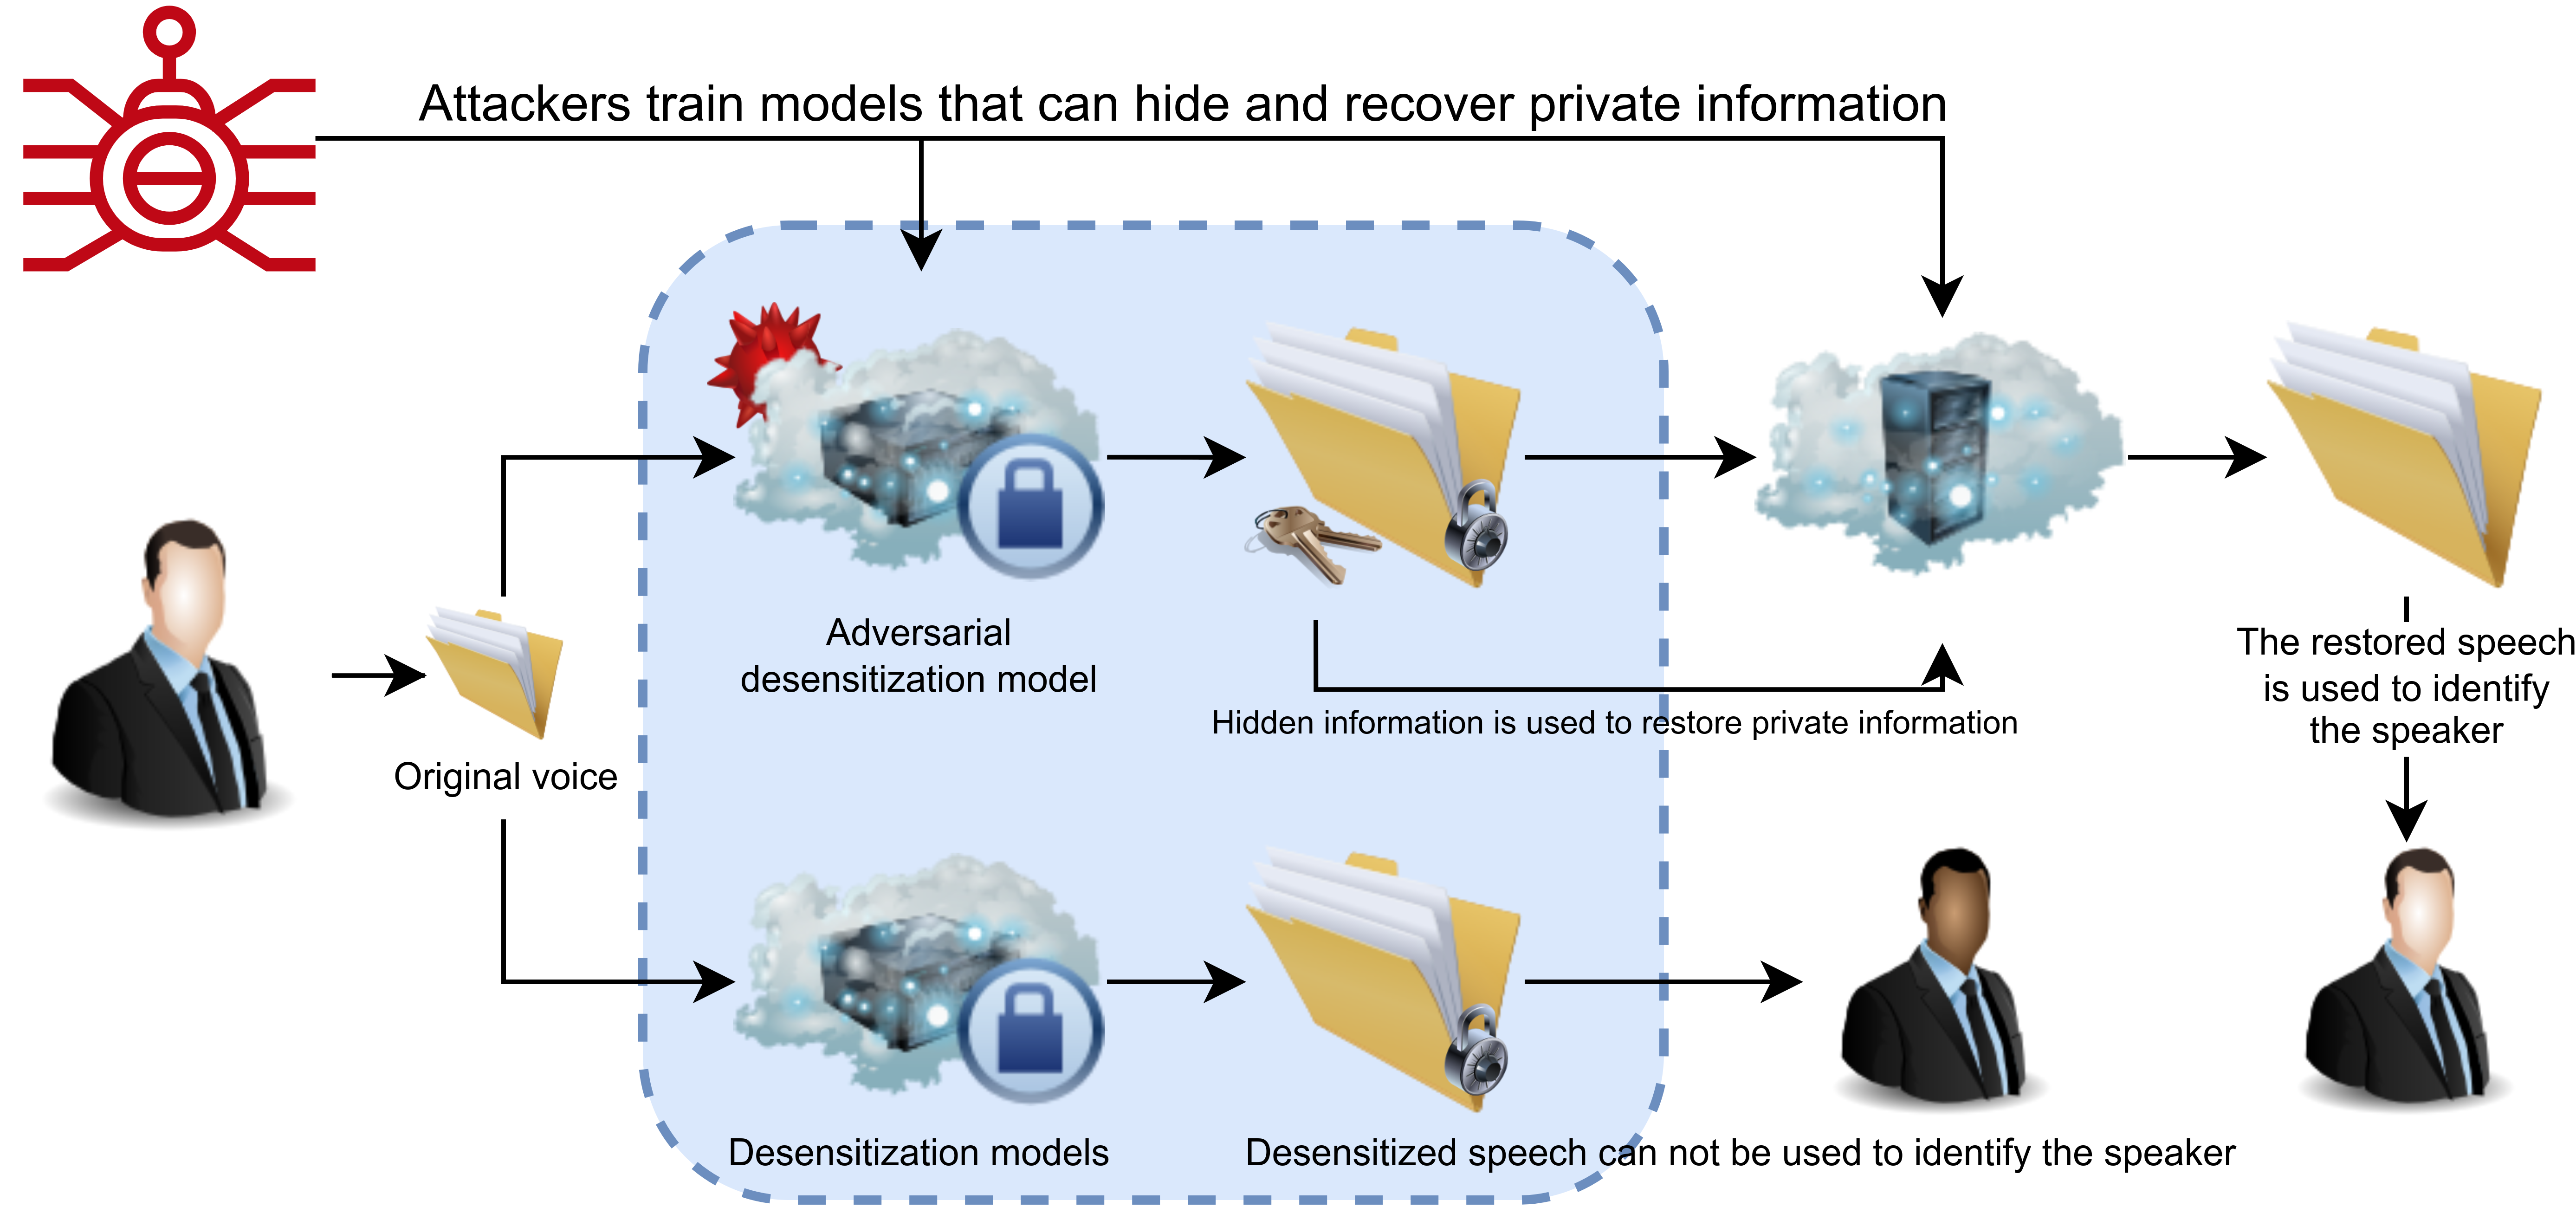 Attackers train models that can hide and recover private information
Adversarial
desensitization model
The restored speech
is used to identify
the speaker
Hidden information is used to restore private information
Original voice
Desensitization models
Desensitized speech can not be used to identify the speaker